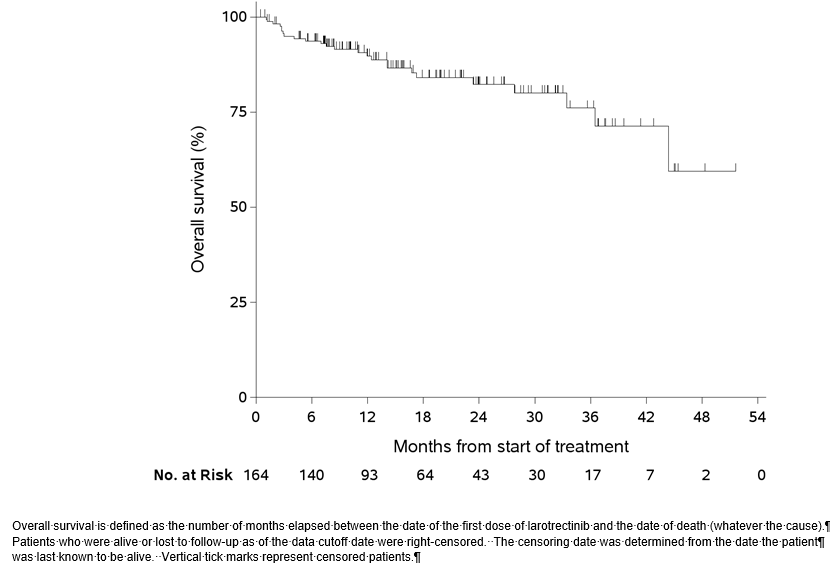 100
75
50
25
0
Overall survival (%)
0 6 12 18 24 30 36 42 48 54
Months from start of treatment
No. at Risk 164 140 93 64 43 30 17 7 2 0
Overall·survival·is·defined·as·the·number·of·months·elapsed·between·the·date·of·the·first·dose·of·larotrectinib·and·the·date·of·death·(whatever·the·cause).¶
Patients·who·were·alive·or·lost·to·follow-up·as·of·the·data·cutoff·date·were·right-censored.··The·censoring·date·was·determined·from·the·date·the·patient¶
was·last·known·to·be·alive.··Vertical·tick·marks·represent·censored·patients.¶